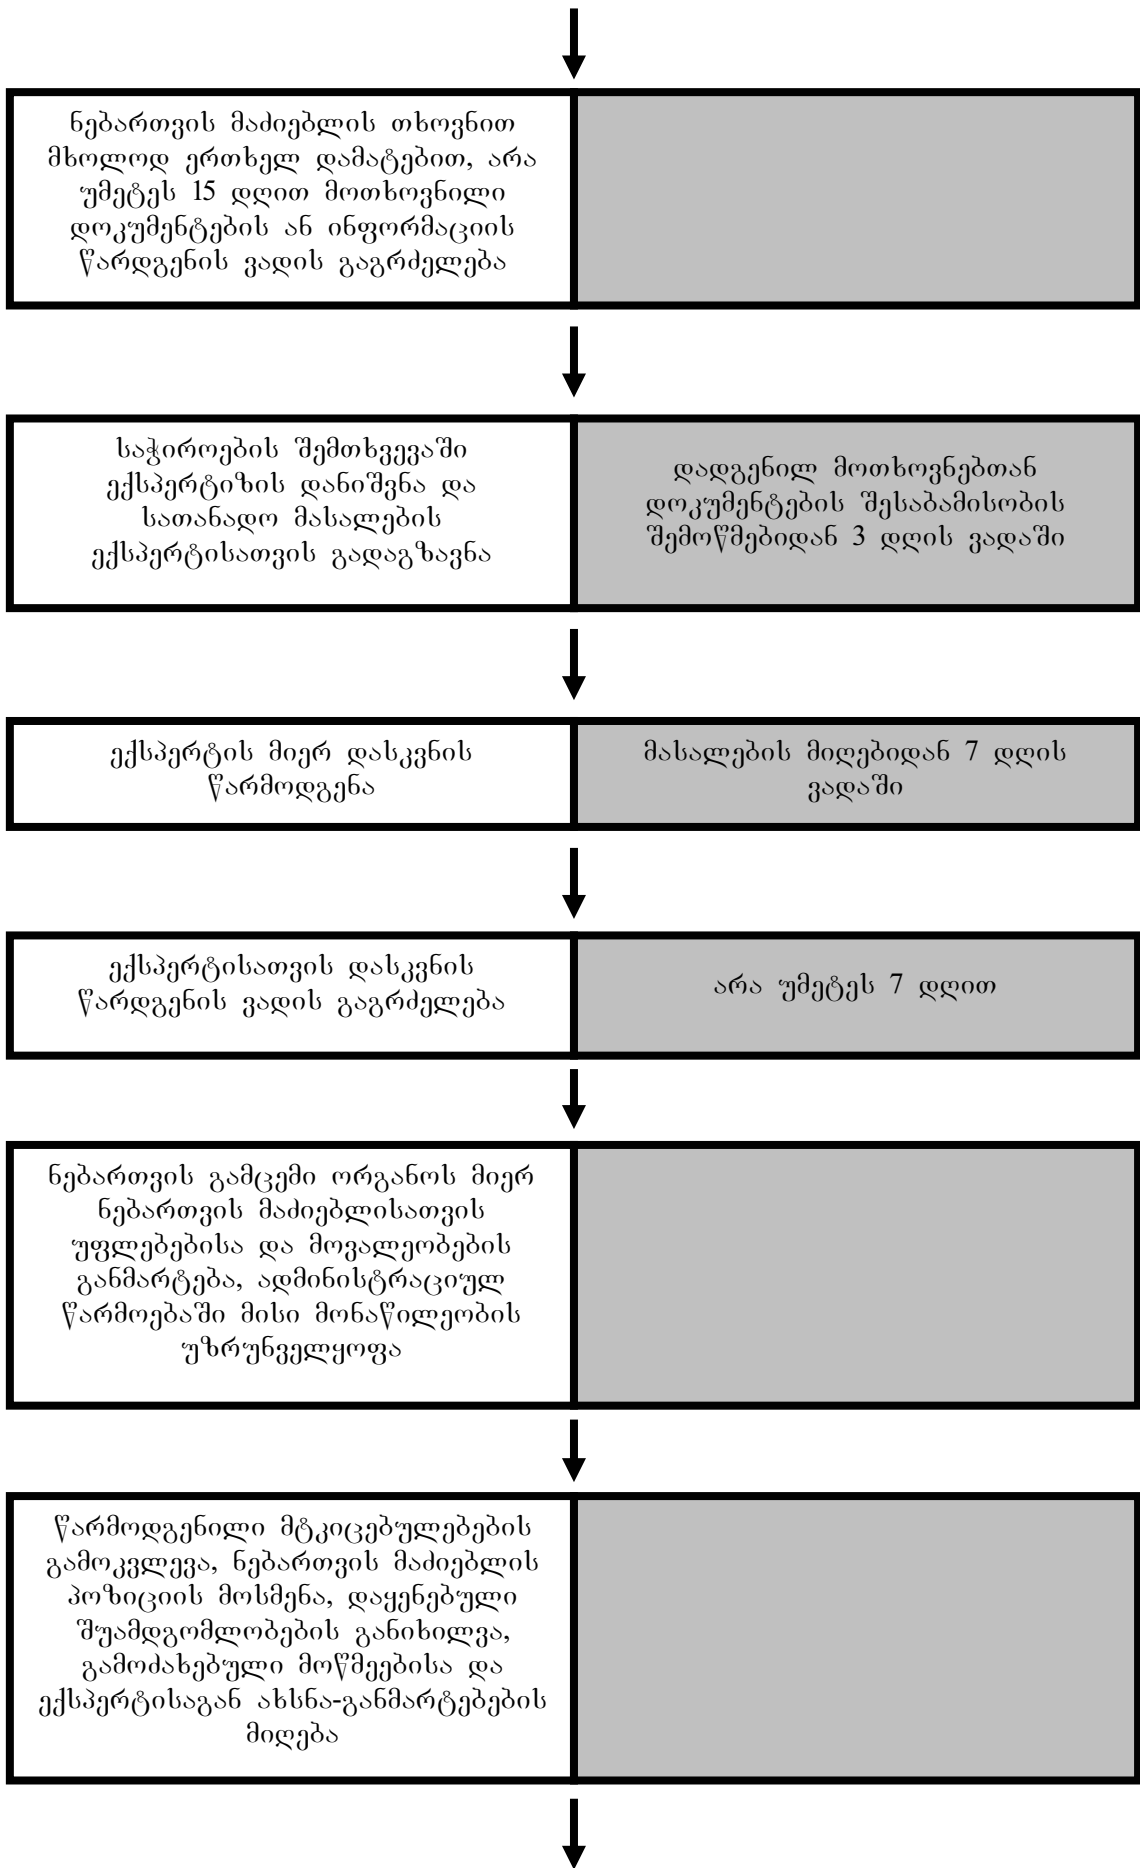 ნებართვის მაძიებლის თხოვნით
მხოლოდ ერთხელ დამატებით, არა
უმეტეს 15 დღით მოთხოვნილი
დოკუმენტების ან ინფორმაციის
წარდგენის ვადის გაგრძელება
საჭიროების შემთხვევაში
ექსპერტიზის დანიშვნა და
სათანადო მასალების
ექსპერტისათვის გადაგზავნა
დადგენილ მოთხოვნებთან
დოკუმენტების შესაბამისობის
შემოწმებიდან 3 დღის ვადაში
ექსპერტის მიერ დასკვნის
წარმოდგენა
მასალების მიღებიდან 7 დღის
ვადაში
ექსპერტისათვის დასკვნის
წარდგენის ვადის გაგრძელება
არა უმეტეს 7 დღით
ნებართვის გამცემი ორგანოს მიერ
ნებართვის მაძიებლისათვის
უფლებებისა და მოვალეობების
განმარტება, ადმინისტრაციულ
წარმოებაში მისი მონაწილეობის
უზრუნველყოფა
წარმოდგენილი მტკიცებულებების
გამოკვლევა, ნებართვის მაძიებლის
პოზიციის მოსმენა, დაყენებული
შუამდგომლობების განიხილვა,
გამოძახებული მოწმეებისა და
ექსპერტისაგან ახსნა-განმარტებების
მიღება